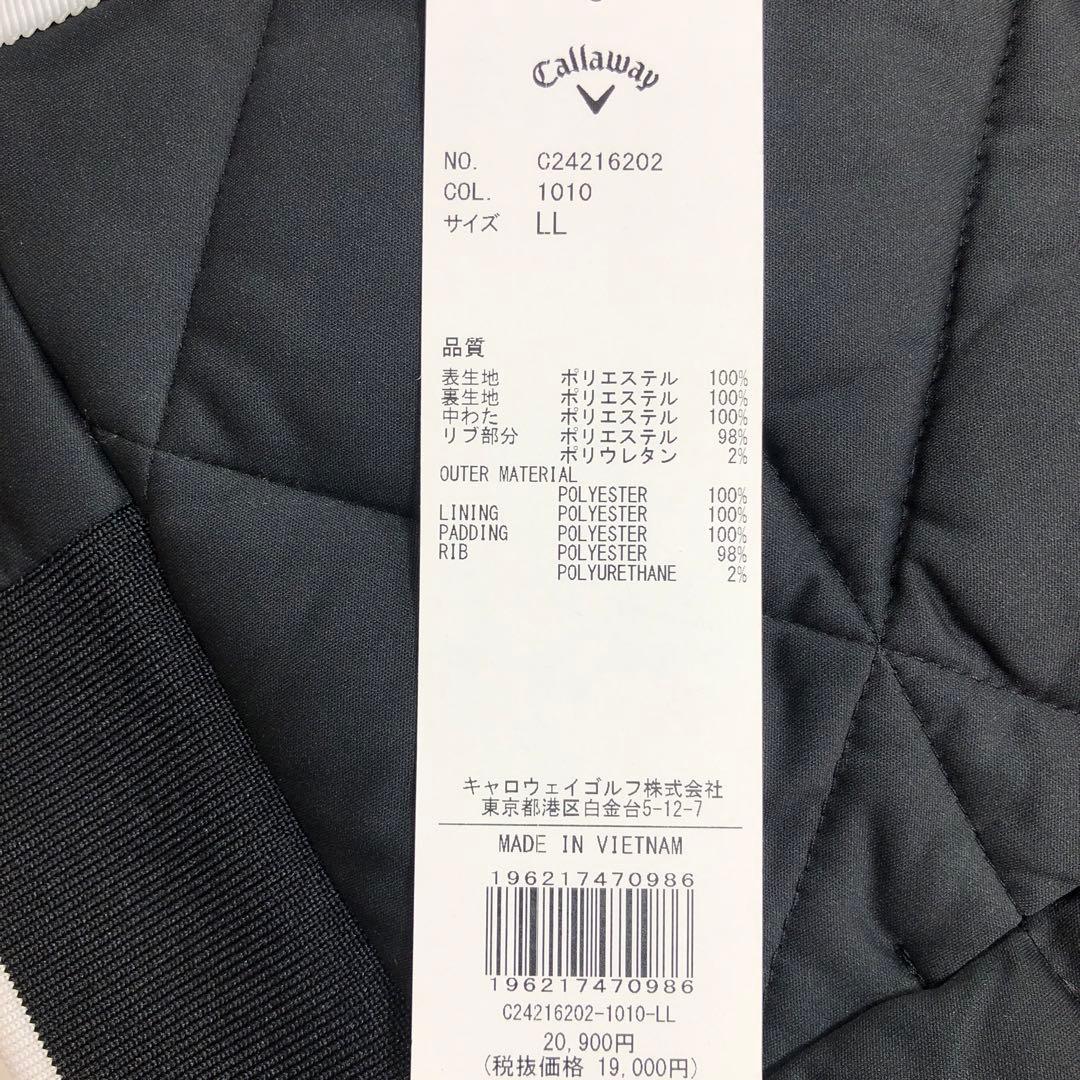 Callaway
NO. C24216202
COL. 1010
サイズ LL
品質
表生地 ポリエステル 100%
裏生地 ポリエステル 100%
中わた ポリエステル 100%
リブ部分 ポリエステル 98%
ポリウレタン 2%
OUTER MATERIAL
POLYESTER 100%
LINING POLYESTER 100%
PADDING POLYESTER 100%
RIB POLYESTER 98%
POLYURETHANE 2%
キャロウェイゴルフ株式会社
東京都港区白金台5-12-7
MADE IN VIETNAM
196217470986
196217470986
C24216202-1010-LL
20,900円
(税抜価格 19,000円)